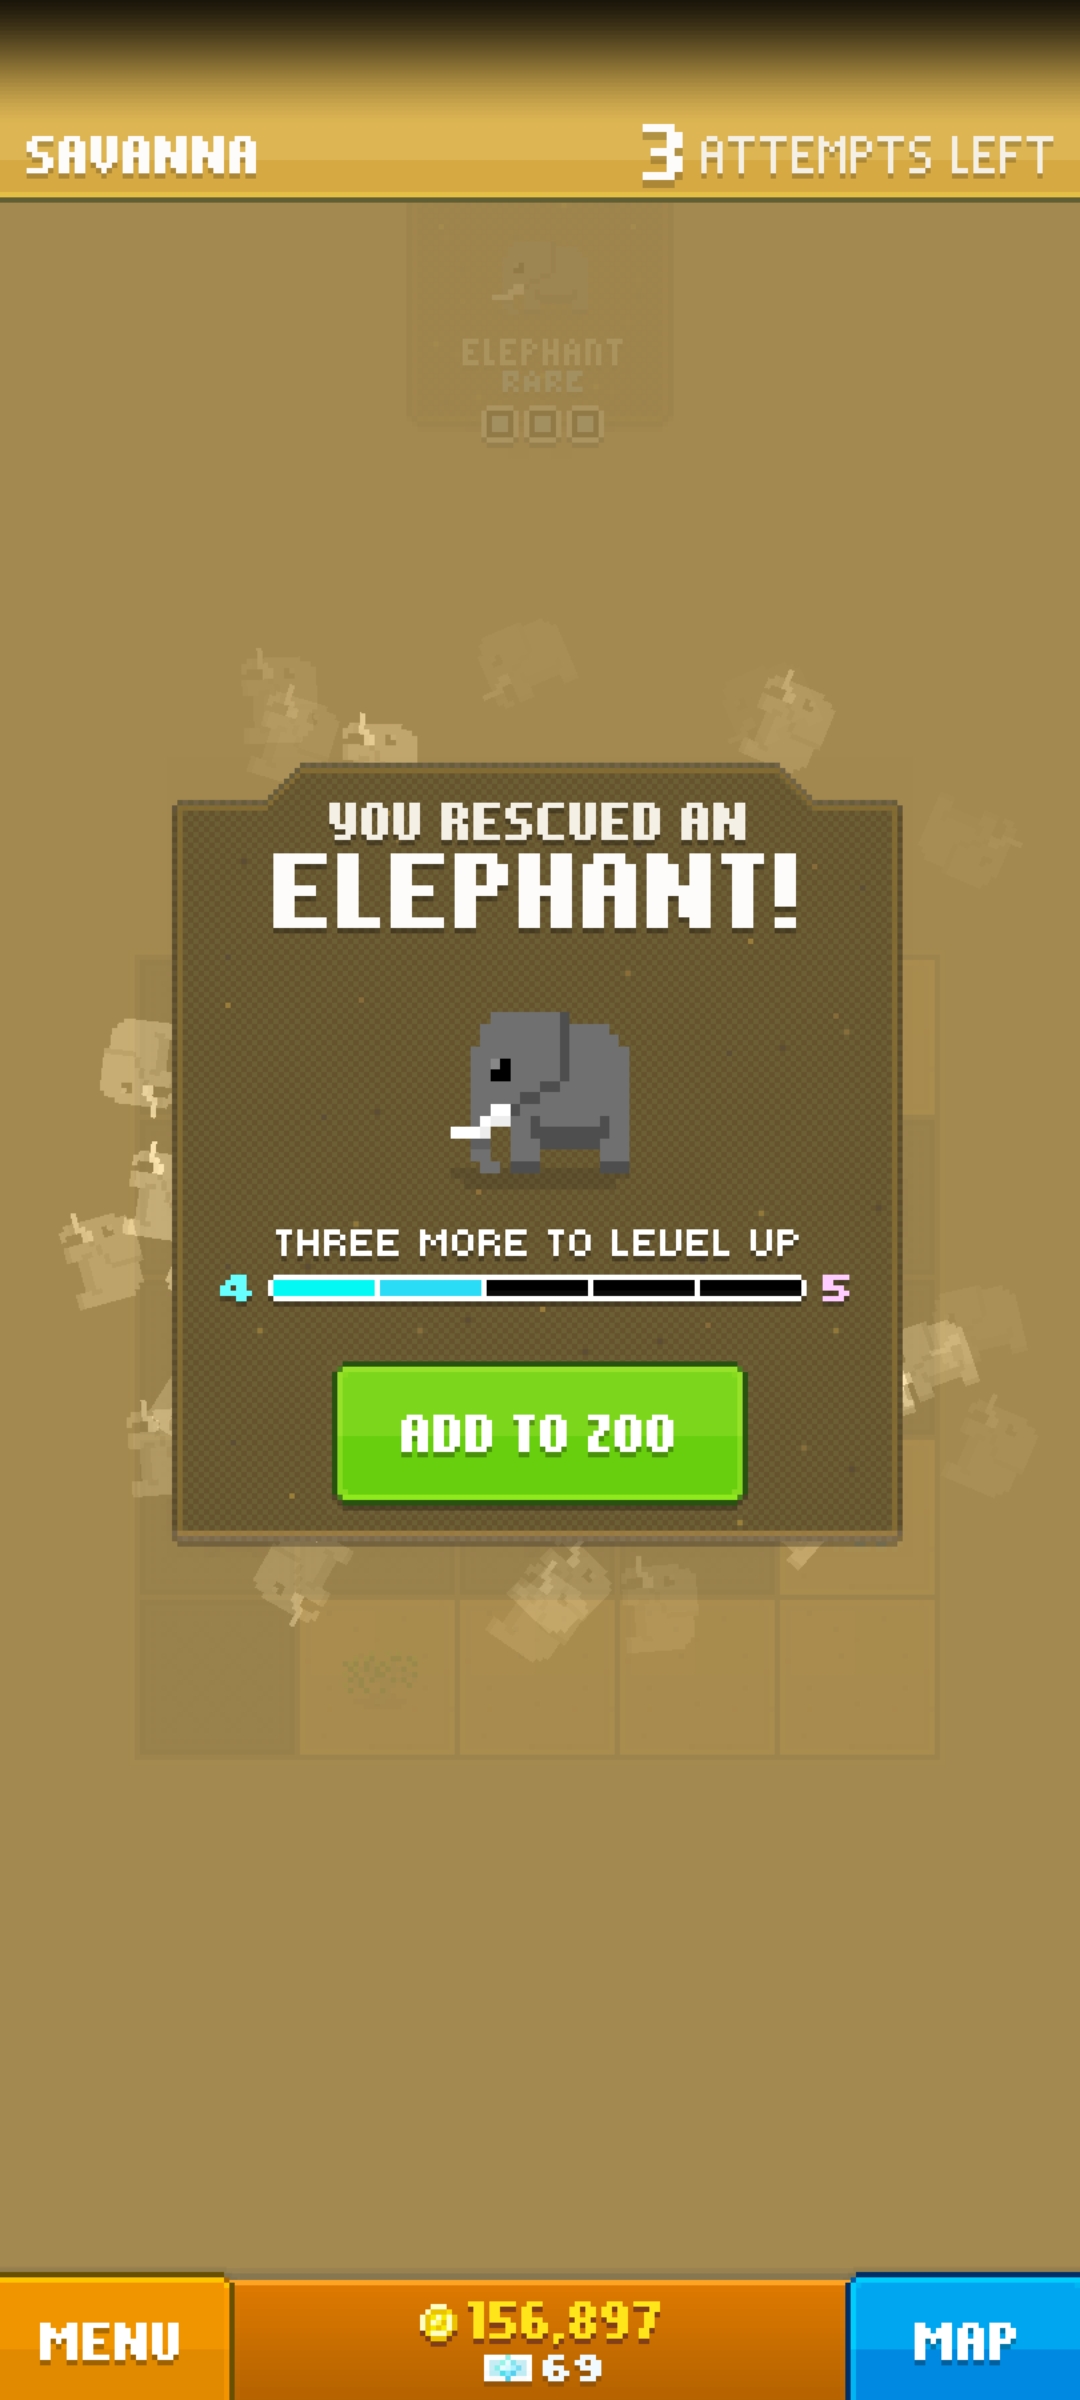 SAVANNA
3 ATTEMPTS LEFT
ELEPHANT
RARE
YOU RESCUED AN
ELEPHANT!
THREE MORE TO LEVEL UP
4 5
ADD TO ZOO
MENU
156,897
69
MAP